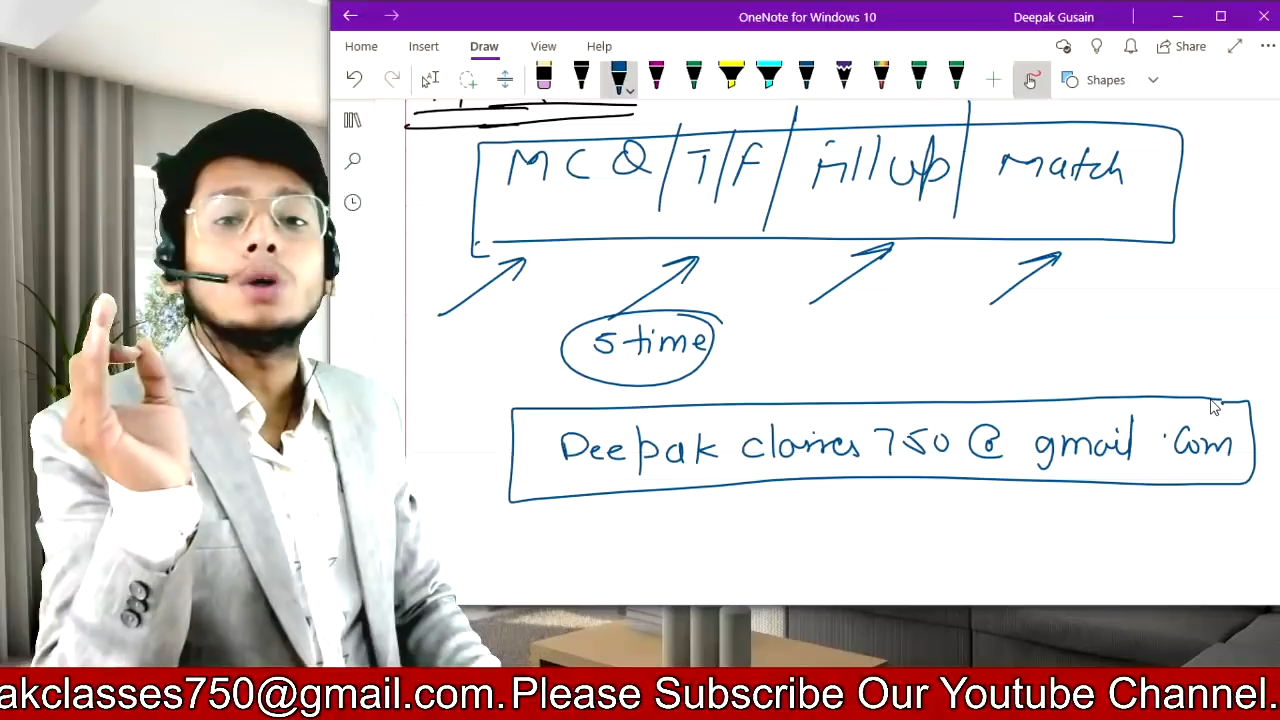 OneNote for Windows 10
Deepak Gusain
Home Insert Draw View Help
Share
Shapes
MCQ / T/F / Fill up / Match
5 time
Deepak classes 750 @ gmail .com
akclasses750@gmail.com. Please Subscribe Our Youtube Channel.